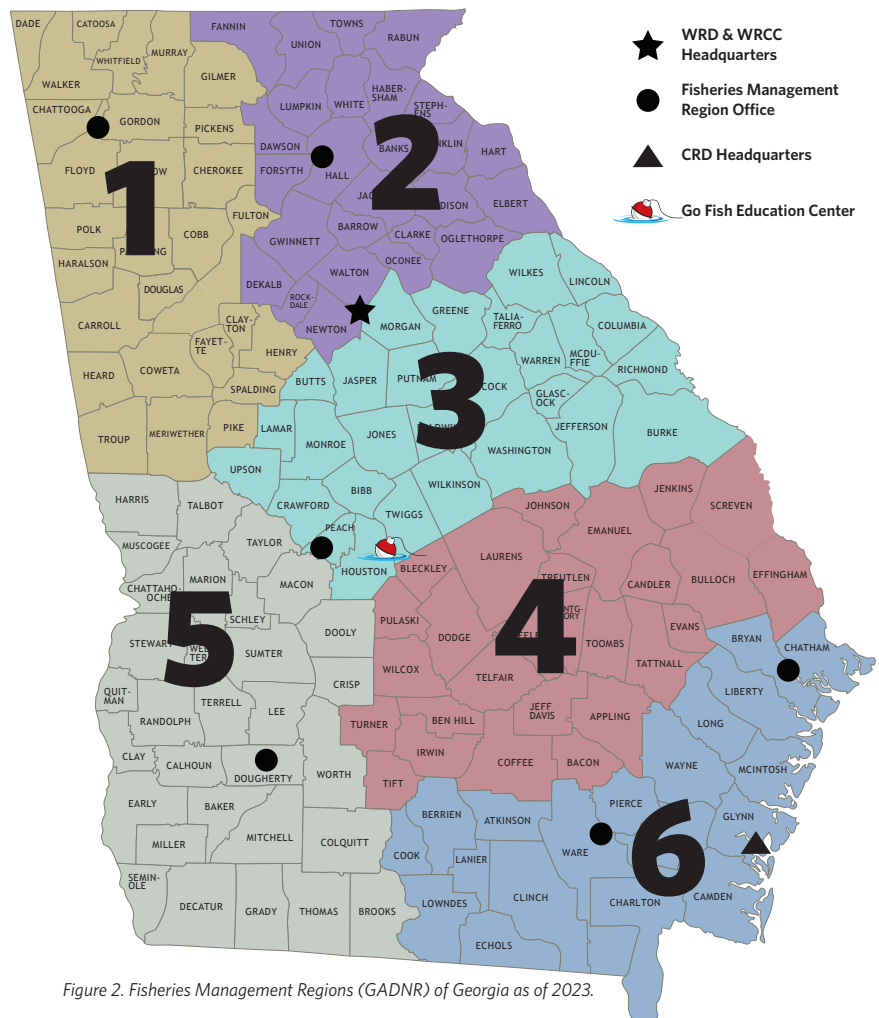 DADE
CATOOSA
WHITFIELD
MURRAY
WALKER
GILMER
CHATTOOGA
GORDON
PICKENS
FLOYD
CHEROKEE
FULTON
POLK
COBB
HARALSON
DOUGLAS
CARROLL
CLAY-
TON
FAYET-
TE
HENRY
HEARD
COWETA
SPALDING
TROUP
MERIWETHER
PIKE
1
FANNIN
TOWNS
UNION
RABUN
LUMPKIN
WHITE
HABER-
SHAM
STEPH-
ENS
DAWSON
BANKS
HART
FORSYTH
HALL
ELBERT
GWINNETT
BARROW
CLARKE
OGLETHORPE
OCONEE
DEKALB
WALTON
ROCK-
DALE
NEWTON
2
WILKES
LINCOLN
MORGAN
GREENE
TALIA-
FERRO
COLUMBIA
WARREN
MCDU-
FFIE
RICHMOND
BUTTS
JASPER
PUTNAM
GLASC-
OCK
LAMAR
MONROE
JONES
JEFFERSON
BURKE
WASHINGTON
UPSON
BIBB
WILKINSON
CRAWFORD
TWIGGS
PEACH
HOUSTON
3
JOHNSON
JENKINS
SCREVEN
EMANUEL
LAURENS
BLECKLEY
TREUTLEN
CANDLER
BULLOCH
EFFINGHAM
PULASKI
DODGE
EVANS
TOOMBS
TATTNALL
WILCOX
TELFAIR
JEFF
DAVIS
APPLING
TURNER
BEN HILL
IRWIN
COFFEE
BACON
TIFT
4
HARRIS
TALBOT
MUSCOGEE
TAYLOR
MARION
MACON
CHATTAHO-
SCHLEY
DOOLY
STEWART
SUMTER
QUIT-
MAN
TERRELL
CRISP
RANDOLPH
LEE
CLAY
CALHOUN
DOUGHERTY
WORTH
EARLY
BAKER
MILLER
MITCHELL
COLQUITT
SEMIN-
OLE
DECATUR
GRADY
THOMAS
BROOKS
5
BRYAN
CHATHAM
LIBERTY
LONG
WAYNE
MCINTOSH
PIERCE
GLYNN
BERRIEN
ATKINSON
WARE
COOK
LANIER
CLINCH
CHARLTON
CAMDEN
LOWNDES
ECHOLS
6
WRD & WRCC
Headquarters
Fisheries Management
Region Office
CRD Headquarters
Go Fish Education Center
Figure 2. Fisheries Management Regions (GADNR) of Georgia as of 2023.